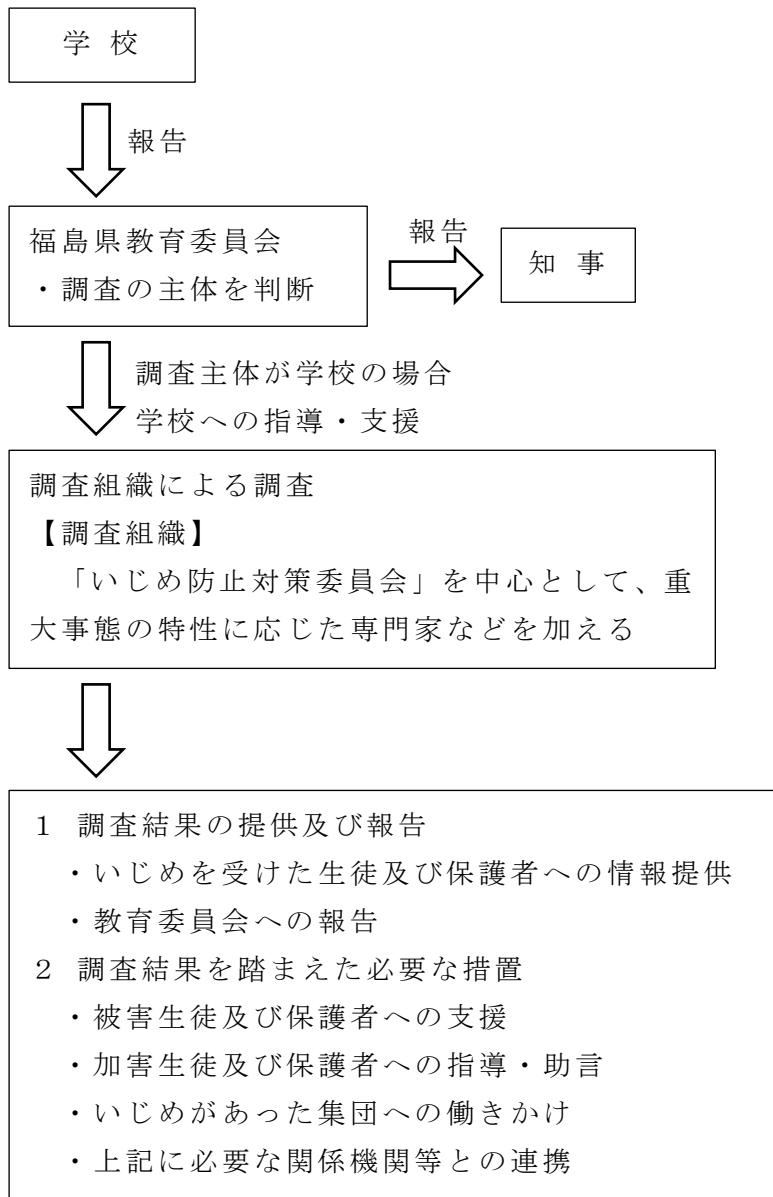 学 校
報告
福島県教育委員会
・調査の主体を判断
報告
知 事
調査主体が学校の場合
学校への指導・支援
調査組織による調査
【調査組織】
「いじめ防止対策委員会」を中心として、重
大事態の特性に応じた専門家などを加える
1 調査結果の提供及び報告
・いじめを受けた生徒及び保護者への情報提供
・教育委員会への報告
2 調査結果を踏まえた必要な措置
・被害生徒及び保護者への支援
・加害生徒及び保護者への指導・助言
・いじめがあった集団への働きかけ
・上記に必要な関係機関等との連携